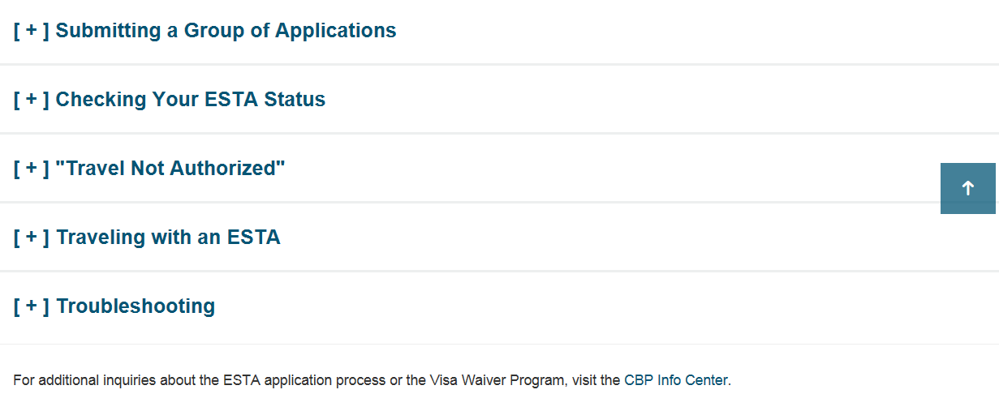 [ + ] Submitting a Group of Applications
[ + ] Checking Your ESTA Status
[ + ] "Travel Not Authorized"
[ + ] Traveling with an ESTA
[ + ] Troubleshooting
For additional inquiries about the ESTA application process or the Visa Waiver Program, visit the CBP Info Center.